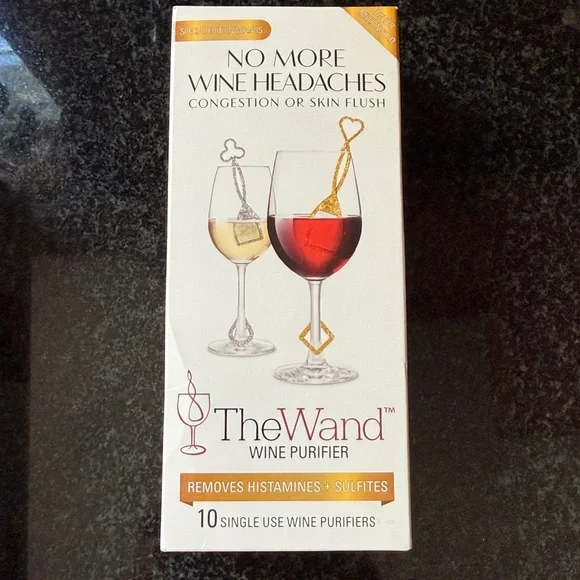 NO MORE
WINE HEADACHES
CONGESTION OR SKIN FLUSH
TheWand™
WINE PURIFIER
REMOVES HISTAMINES + SULFITES
10 SINGLE USE WINE PURIFIERS